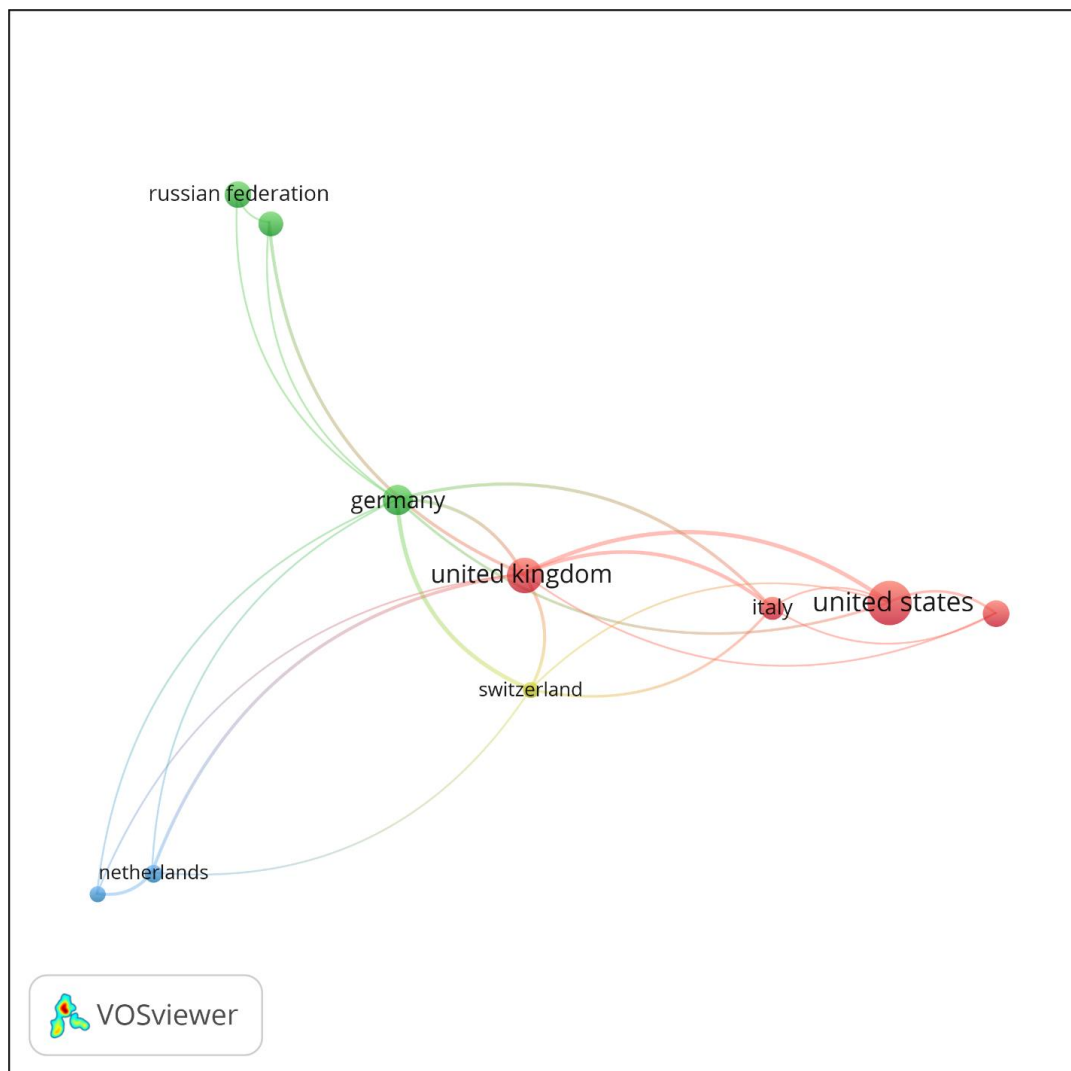 russian federation
germany
united kingdom
italy
united states
switzerland
netherlands
VOSviewer